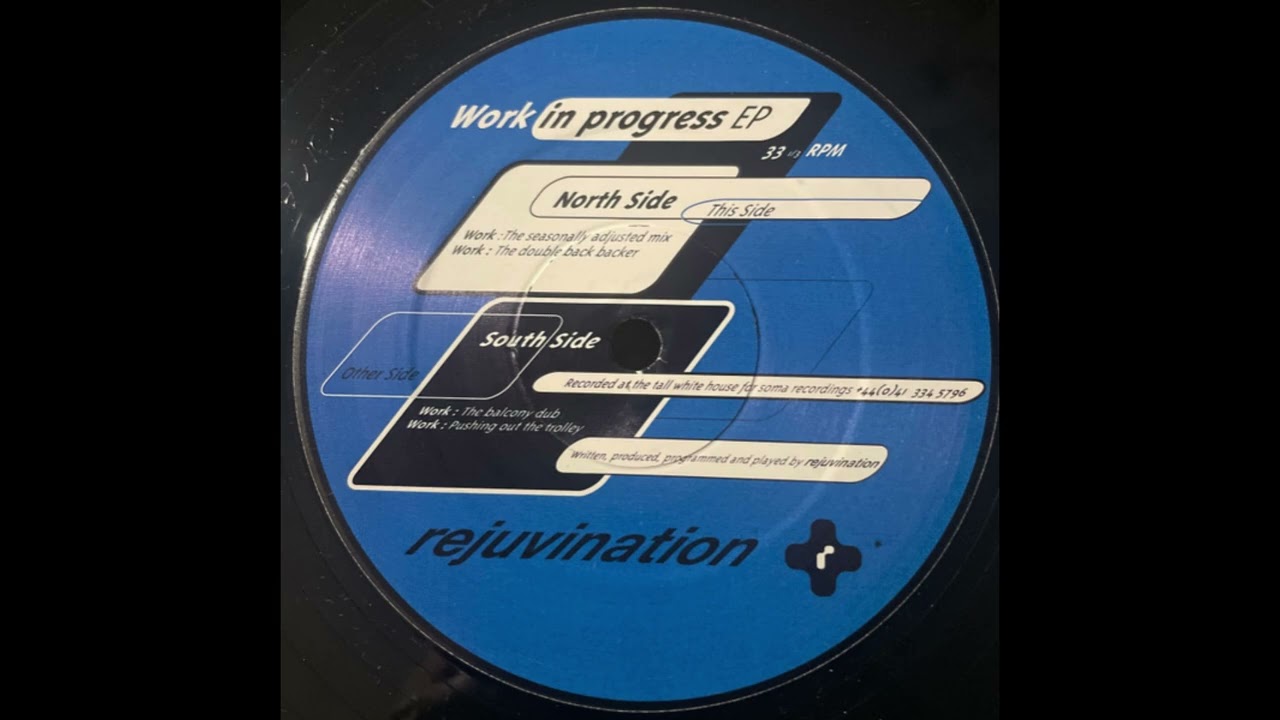 Work in progress EP
33 1/3 RPM
North Side
This Side
Work : The seasonally adjusted mix
Work : The double back backer
South Side
Other Side
Recorded at the tall white house for soma recordings +44(0)41 334 5796
Work : The balcony dub
Work : Pushing out the trolley
Written, produced, programmed and played by rejuvination
rejuvination
r